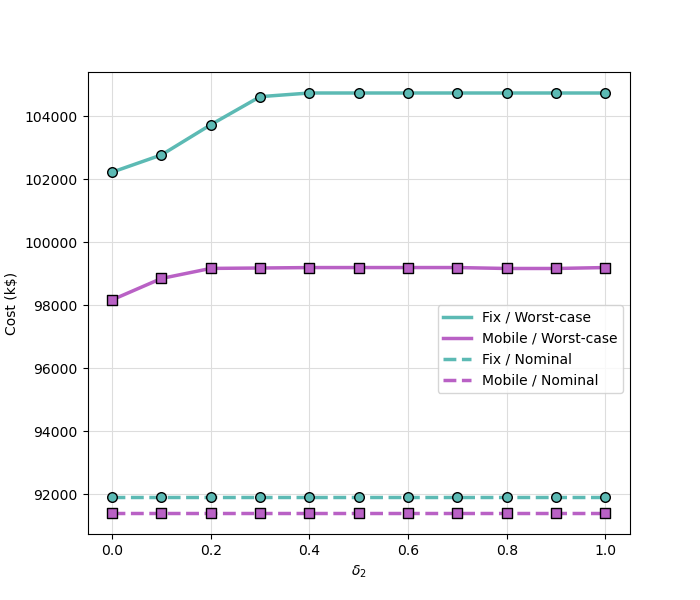 104000
102000
100000
98000
96000
94000
92000
Cost (k$)
Fix / Worst-case
Mobile / Worst-case
Fix / Nominal
Mobile / Nominal
0.0 0.2 0.4 0.6 0.8 1.0
δ₂